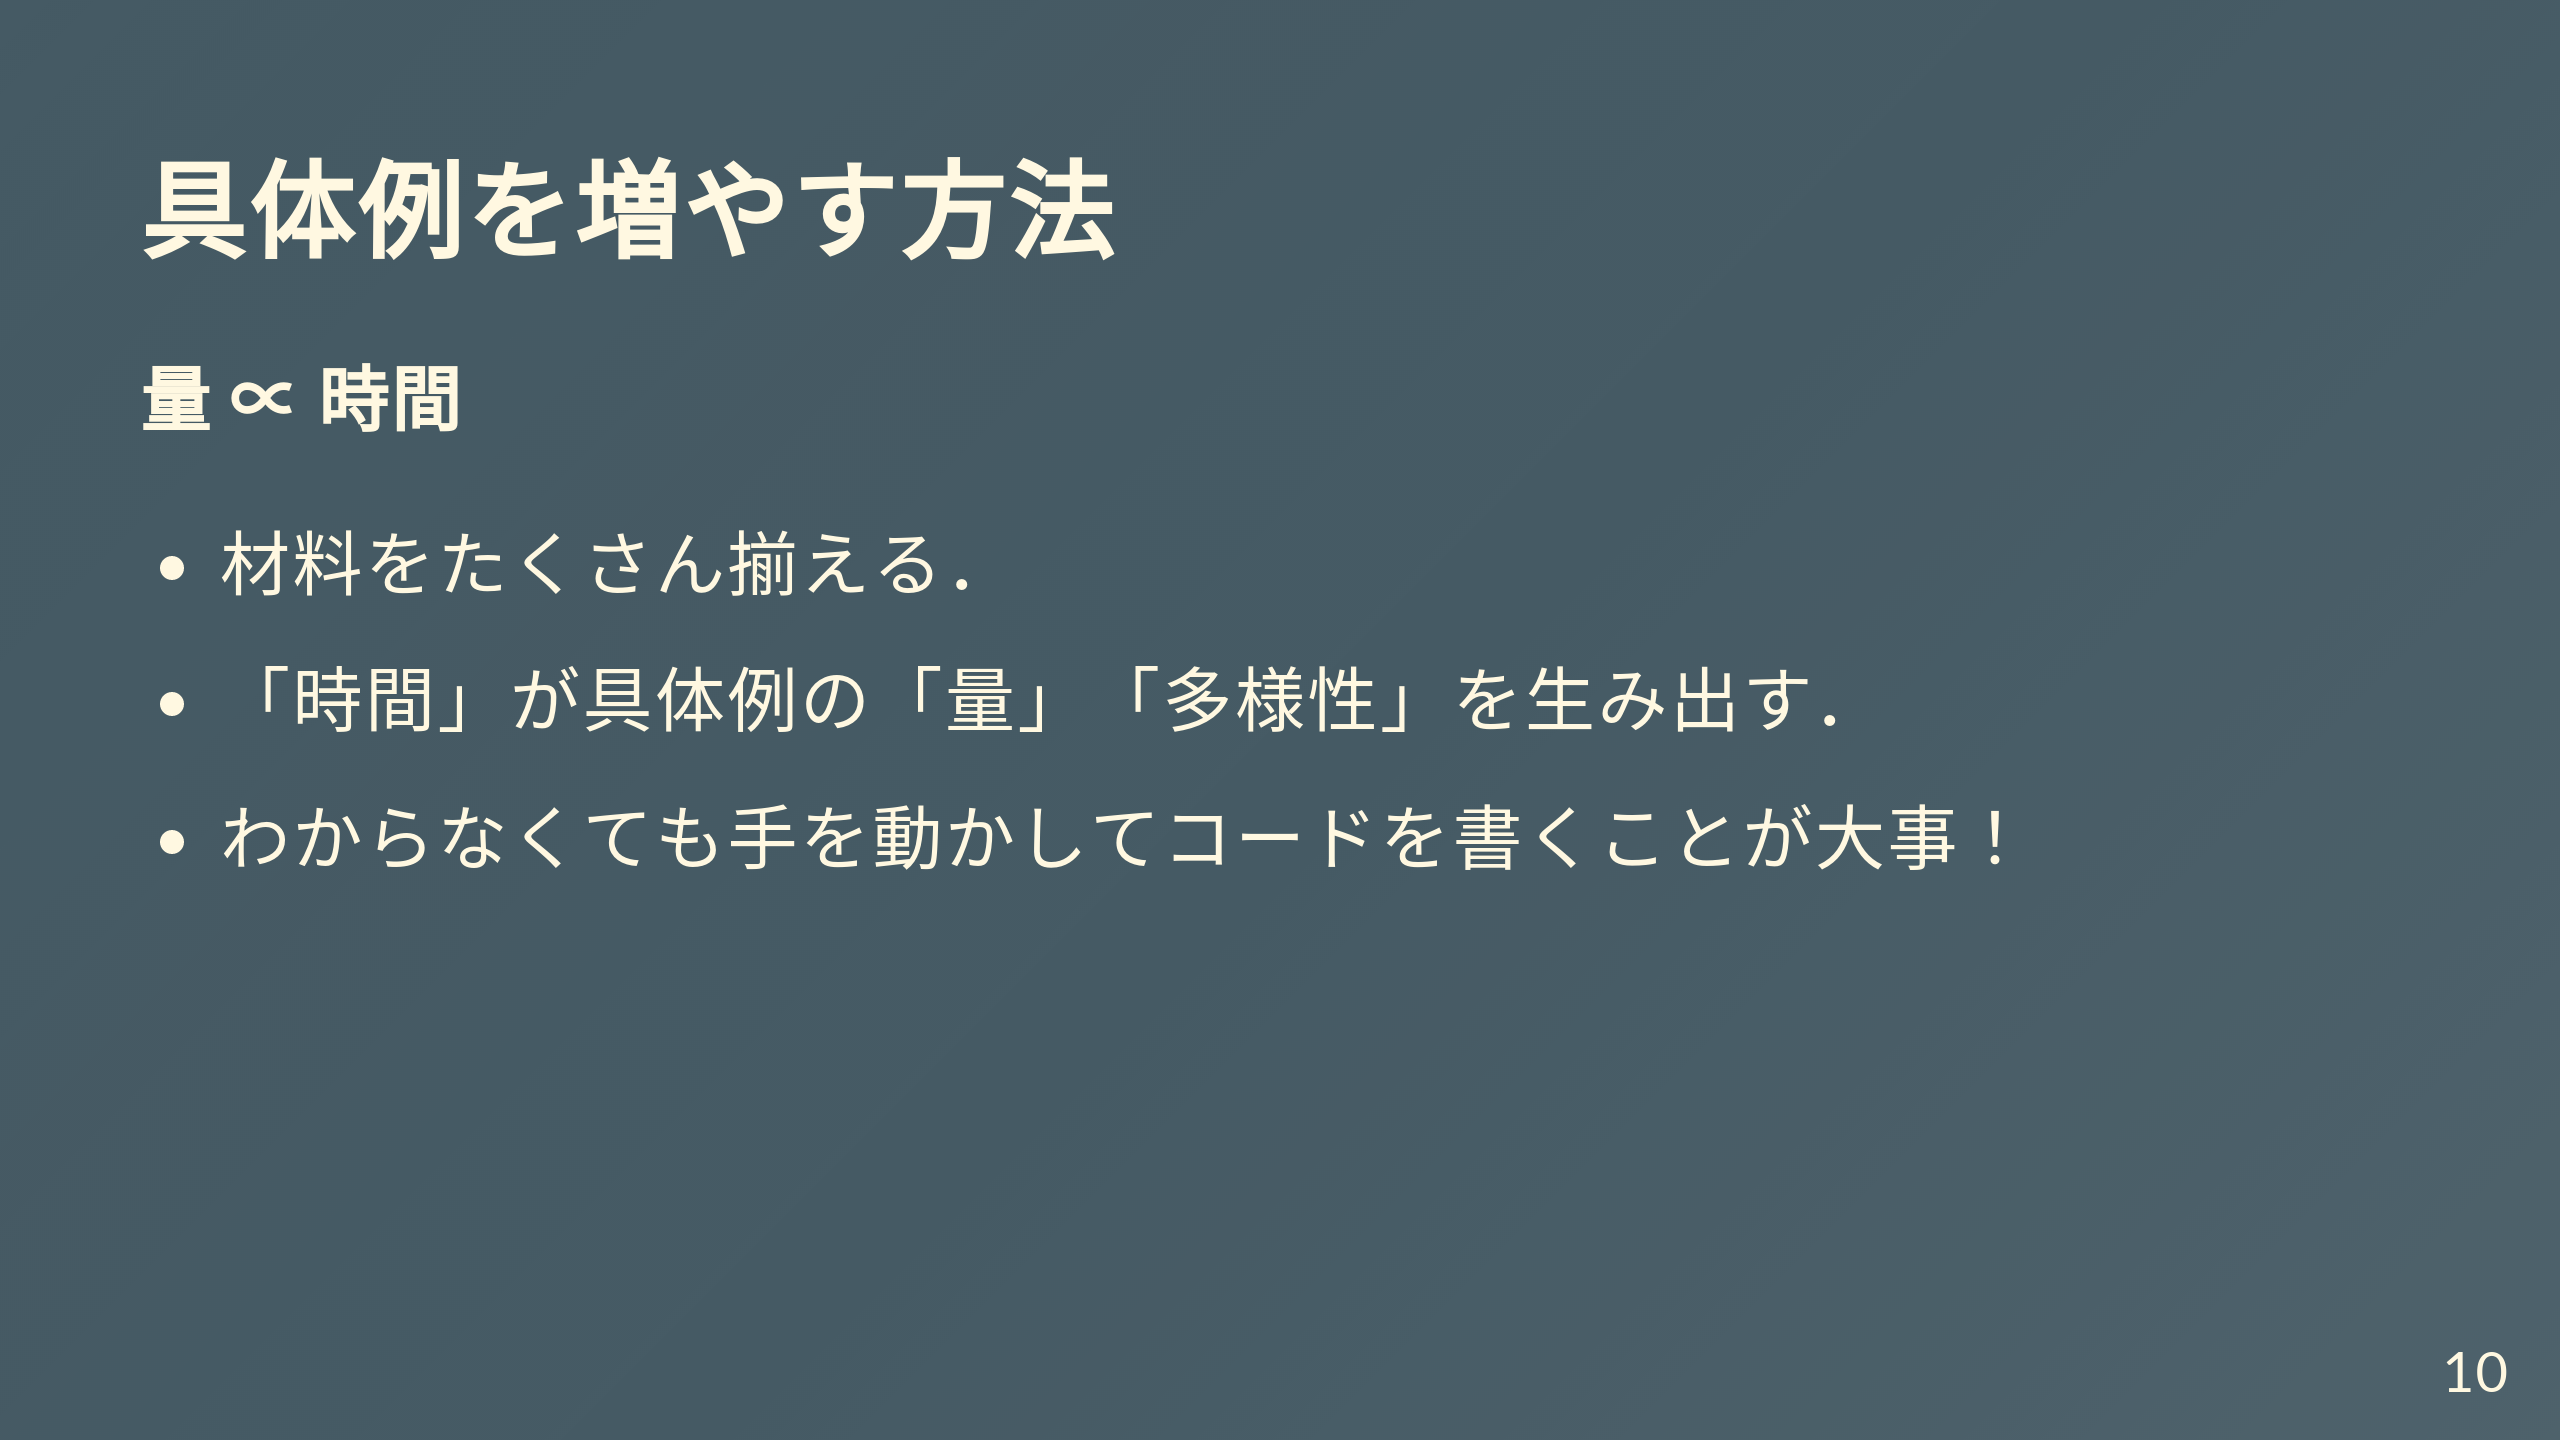 具体例を増やす方法
量 ∝ 時間
• 材料をたくさん揃える．
• 「時間」が具体例の「量」「多様性」を生み出す．
• わからなくても手を動かしてコードを書くことが大事！
10